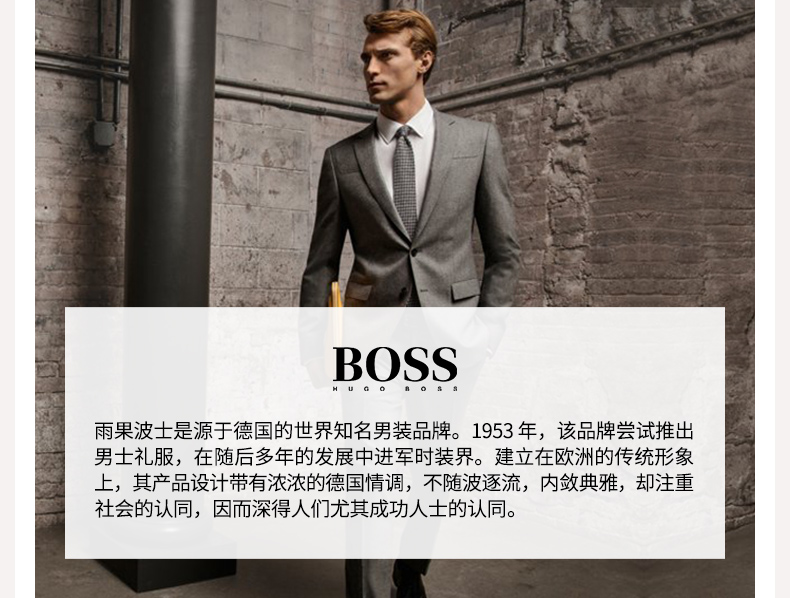 BOSS
HUGO BOSS
雨果波士是源于德国的世界知名男装品牌。1953 年，该品牌尝试推出
男士礼服，在随后多年的发展中进军时装界。建立在欧洲的传统形象
上，其产品设计带有浓浓的德国情调，不随波逐流，内敛典雅，却注重
社会的认同，因而深得人们尤其成功人士的认同。